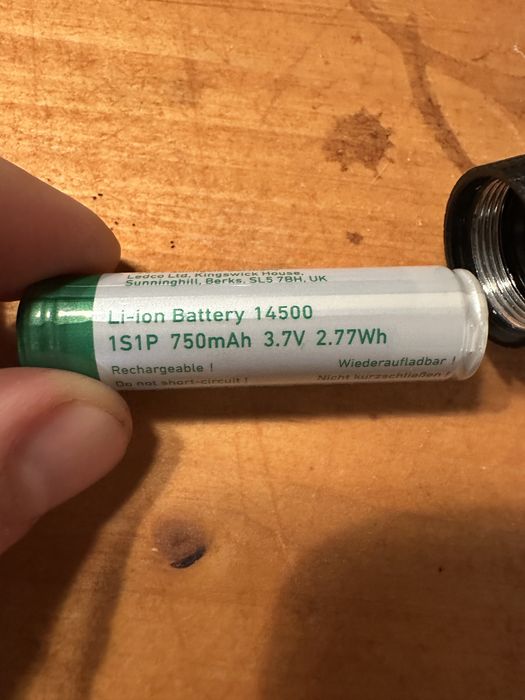 Ledco Ltd, Kingswick House,
Sunninghill, Berks, SL5 7BH, UK
Li-ion Battery 14500
1S1P 750mAh 3.7V 2.77Wh
Rechargeable ! Wiederaufladbar !
Do not short-circuit ! Nicht kurzschließen !